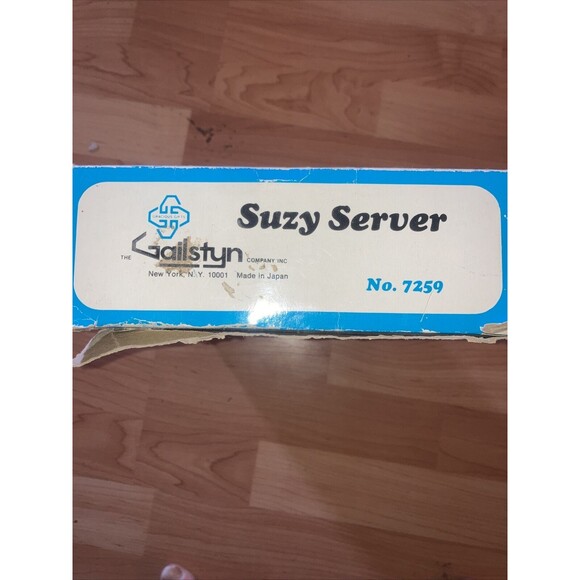 Suzy Server
THE Gailstyn COMPANY INC
New York, N.Y. 10001 Made in Japan
No. 7259